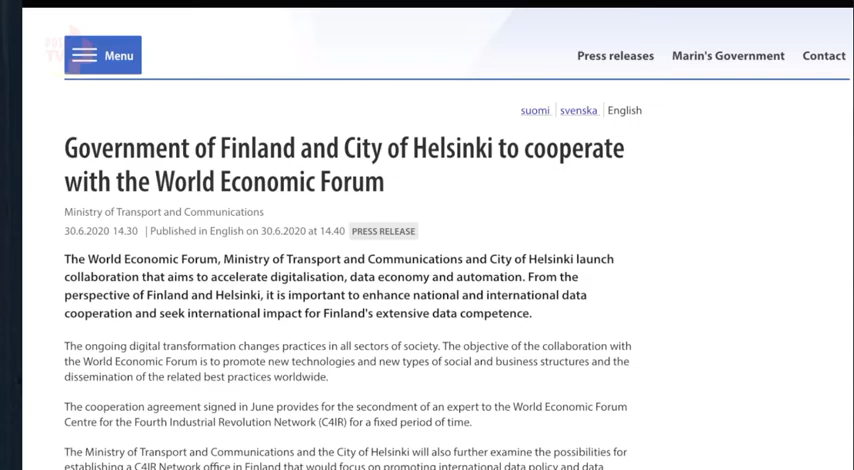 Menu
Press releases Marin's Government Contact
suomi svenska English
Government of Finland and City of Helsinki to cooperate
with the World Economic Forum
Ministry of Transport and Communications
30.6.2020 14.30 | Published in English on 30.6.2020 at 14.40 PRESS RELEASE
The World Economic Forum, Ministry of Transport and Communications and City of Helsinki launch
collaboration that aims to accelerate digitalisation, data economy and automation. From the
perspective of Finland and Helsinki, it is important to enhance national and international data
cooperation and seek international impact for Finland's extensive data competence.
The ongoing digital transformation changes practices in all sectors of society. The objective of the collaboration with
the World Economic Forum is to promote new technologies and new types of social and business structures and the
dissemination of the related best practices worldwide.
The cooperation agreement signed in June provides for the secondment of an expert to the World Economic Forum
Centre for the Fourth Industrial Revolution Network (C4IR) for a fixed period of time.
The Ministry of Transport and Communications and the City of Helsinki will also further examine the possibilities for
establishing a C4IR Network office in Finland that would focus on promoting international data policy and data